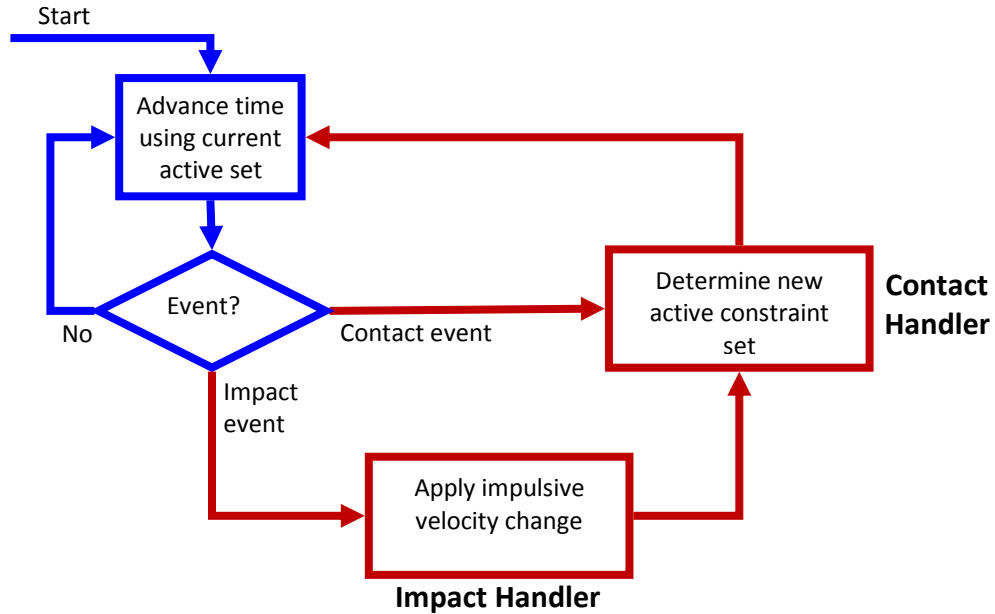 Start
Advance time
using current
active set
Event?
No
Contact event
Impact
event
Determine new
active constraint
set
Contact
Handler
Apply impulsive
velocity change
Impact Handler